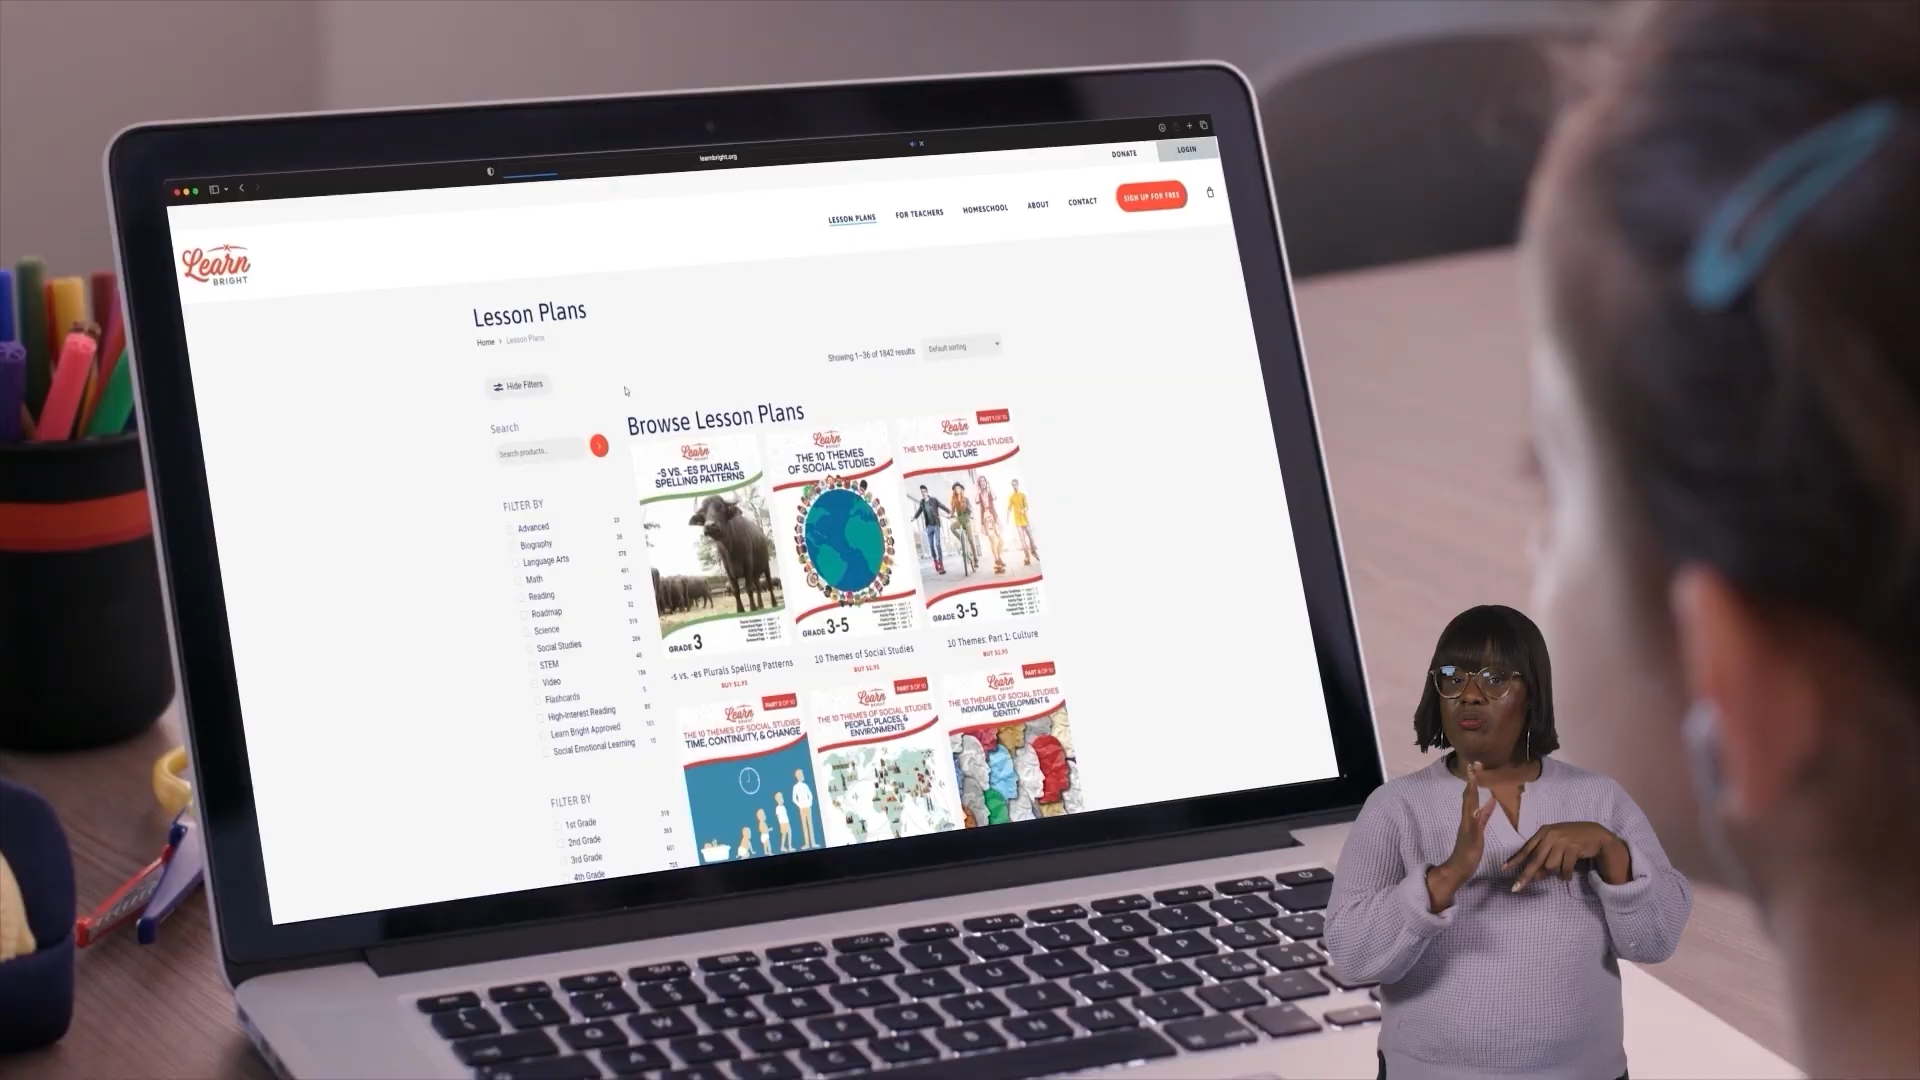 learnbright.org
DONATE
LOGIN
Learn
BRIGHT
LESSON PLANS
FOR TEACHERS
HOMESCHOOL
ABOUT
CONTACT
SIGN UP FOR FREE
Lesson Plans
Home › Lesson Plans
Showing 1–36 of 1842 results
Default sorting
Hide Filters
Search
Search products...
FILTER BY
Advanced
Biography
Language Arts
Math
Reading
Roadmap
Science
Social Studies
STEM
Video
Flashcards
High-Interest Reading
Learn Bright Approved
Social Emotional Learning
FILTER BY
1st Grade
2nd Grade
3rd Grade
4th Grade
Browse Lesson Plans
Learn
-S VS. -ES PLURALS
SPELLING PATTERNS
GRADE 3
-s vs. -es Plurals Spelling Patterns
BUY $2.95
Learn
THE 10 THEMES
OF SOCIAL STUDIES
GRADE 3-5
10 Themes of Social Studies
BUY $2.95
PART 1 OF 10
Learn
THE 10 THEMES OF SOCIAL STUDIES
CULTURE
GRADE 3-5
10 Themes: Part 1: Culture
BUY $2.95
Learn
THE 10 THEMES OF SOCIAL STUDIES
TIME, CONTINUITY, & CHANGE
Learn
THE 10 THEMES OF SOCIAL STUDIES
PEOPLE, PLACES, &
ENVIRONMENTS
Learn
THE 10 THEMES OF SOCIAL STUDIES
INDIVIDUAL DEVELOPMENT &
IDENTITY